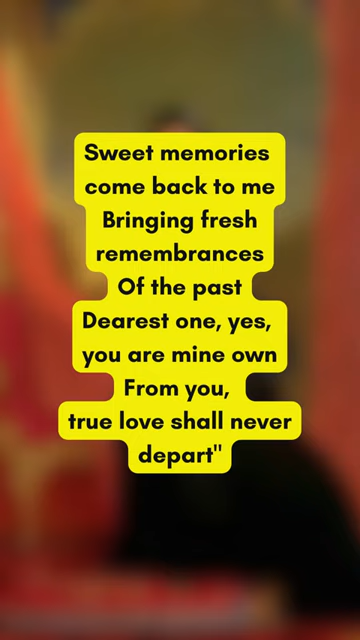 Sweet memories
come back to me
Bringing fresh
remembrances
Of the past
Dearest one, yes,
you are mine own
From you,
true love shall never
depart"